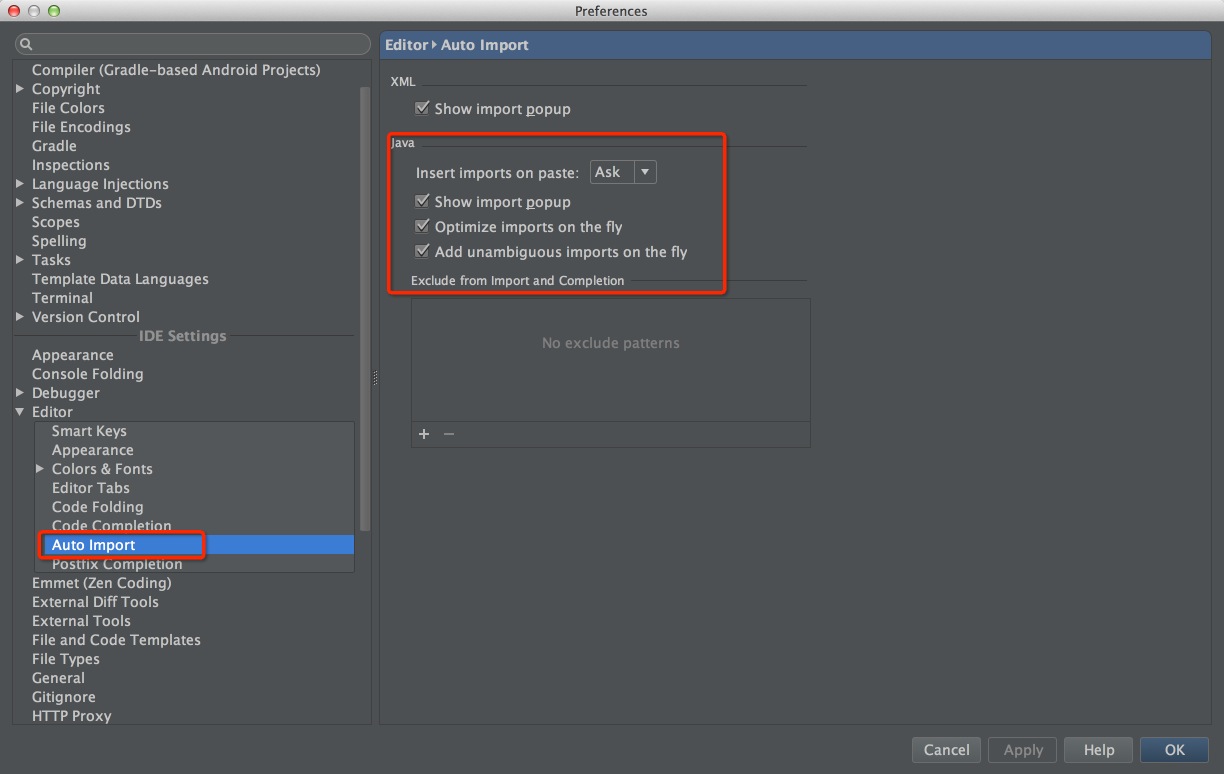 Preferences
Compiler (Gradle-based Android Projects)
Copyright
File Colors
File Encodings
Gradle
Inspections
Language Injections
Schemas and DTDs
Scopes
Spelling
Tasks
Template Data Languages
Terminal
Version Control
IDE Settings
Appearance
Console Folding
Debugger
Editor
Smart Keys
Appearance
Colors & Fonts
Editor Tabs
Code Folding
Code Completion
Auto Import
Postfix Completion
Emmet (Zen Coding)
External Diff Tools
External Tools
File and Code Templates
File Types
General
Gitignore
HTTP Proxy
Editor Auto Import
XML
Show import popup
Java
Insert imports on paste: Ask
Show import popup
Optimize imports on the fly
Add unambiguous imports on the fly
Exclude from Import and Completion
No exclude patterns
Cancel Apply Help OK